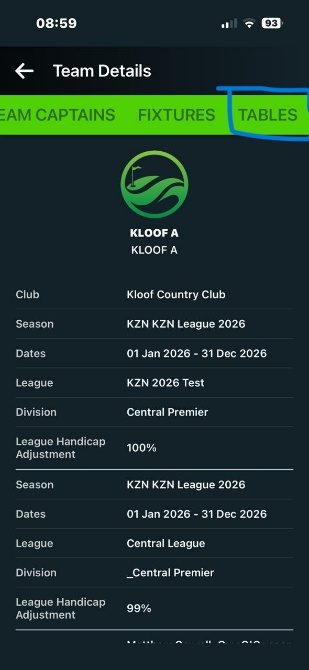 08:59
93
Team Details
EAM CAPTAINS FIXTURES TABLES
KLOOF A
KLOOF A
Club Kloof Country Club
Season KZN KZN League 2026
Dates 01 Jan 2026 - 31 Dec 2026
League KZN 2026 Test
Division Central Premier
League Handicap Adjustment 100%
Season KZN KZN League 2026
Dates 01 Jan 2026 - 31 Dec 2026
League Central League
Division _Central Premier
League Handicap Adjustment 99%